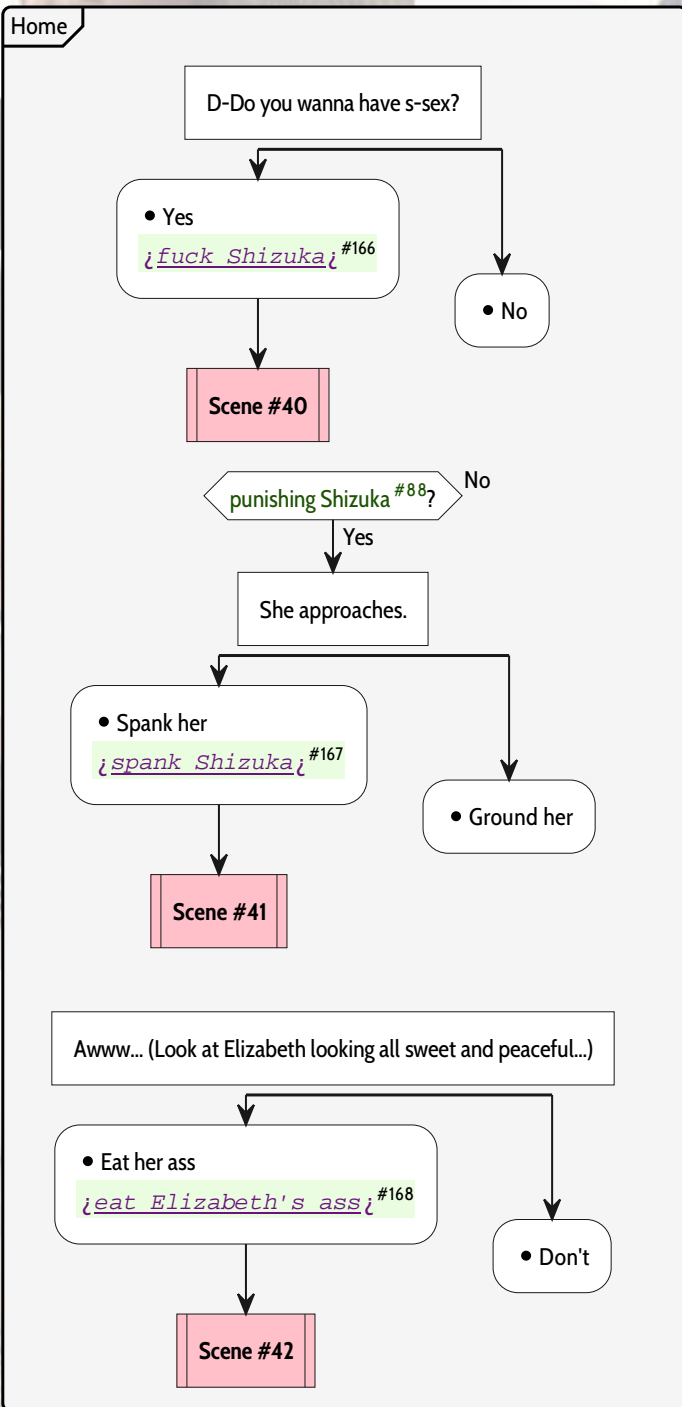 Home
D-Do you wanna have s-sex?
• Yes
¿fuck Shizuka¿ #166
• No
Scene #40
punishing Shizuka #88?
No
Yes
She approaches.
• Spank her
¿spank Shizuka¿ #167
• Ground her
Scene #41
Awww... (Look at Elizabeth looking all sweet and peaceful...)
• Eat her ass
¿eat Elizabeth's ass¿ #168
• Don't
Scene #42